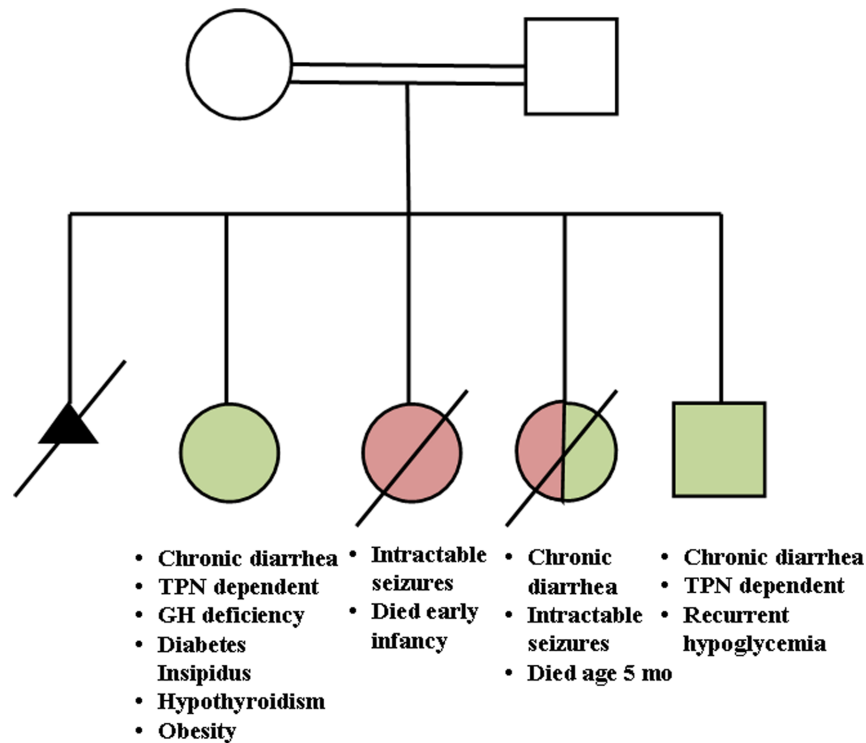 • Chronic diarrhea
• TPN dependent
• GH deficiency
• Diabetes
Insipidus
• Hypothyroidism
• Obesity
• Intractable
seizures
• Died early
infancy
• Chronic
diarrhea
• Intractable
seizures
• Died age 5 mo
• Chronic diarrhea
• TPN dependent
• Recurrent
hypoglycemia